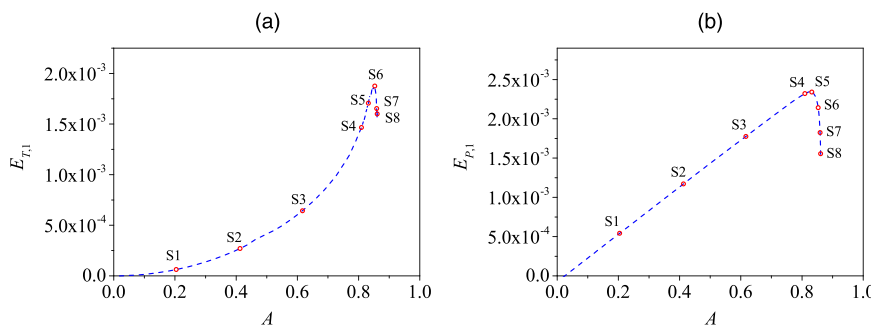 (a)
E_T,1
2.0x10⁻³
1.5x10⁻³
1.0x10⁻³
5.0x10⁻⁴
0.0
0.0 0.2 0.4 0.6 0.8 1.0
A
S1
S2
S3
S4
S5
S6
S7
S8
(b)
E_P,1
2.5x10⁻³
2.0x10⁻³
1.5x10⁻³
1.0x10⁻³
5.0x10⁻⁴
0.0
0.0 0.2 0.4 0.6 0.8 1.0
A
S1
S2
S3
S4
S5
S6
S7
S8